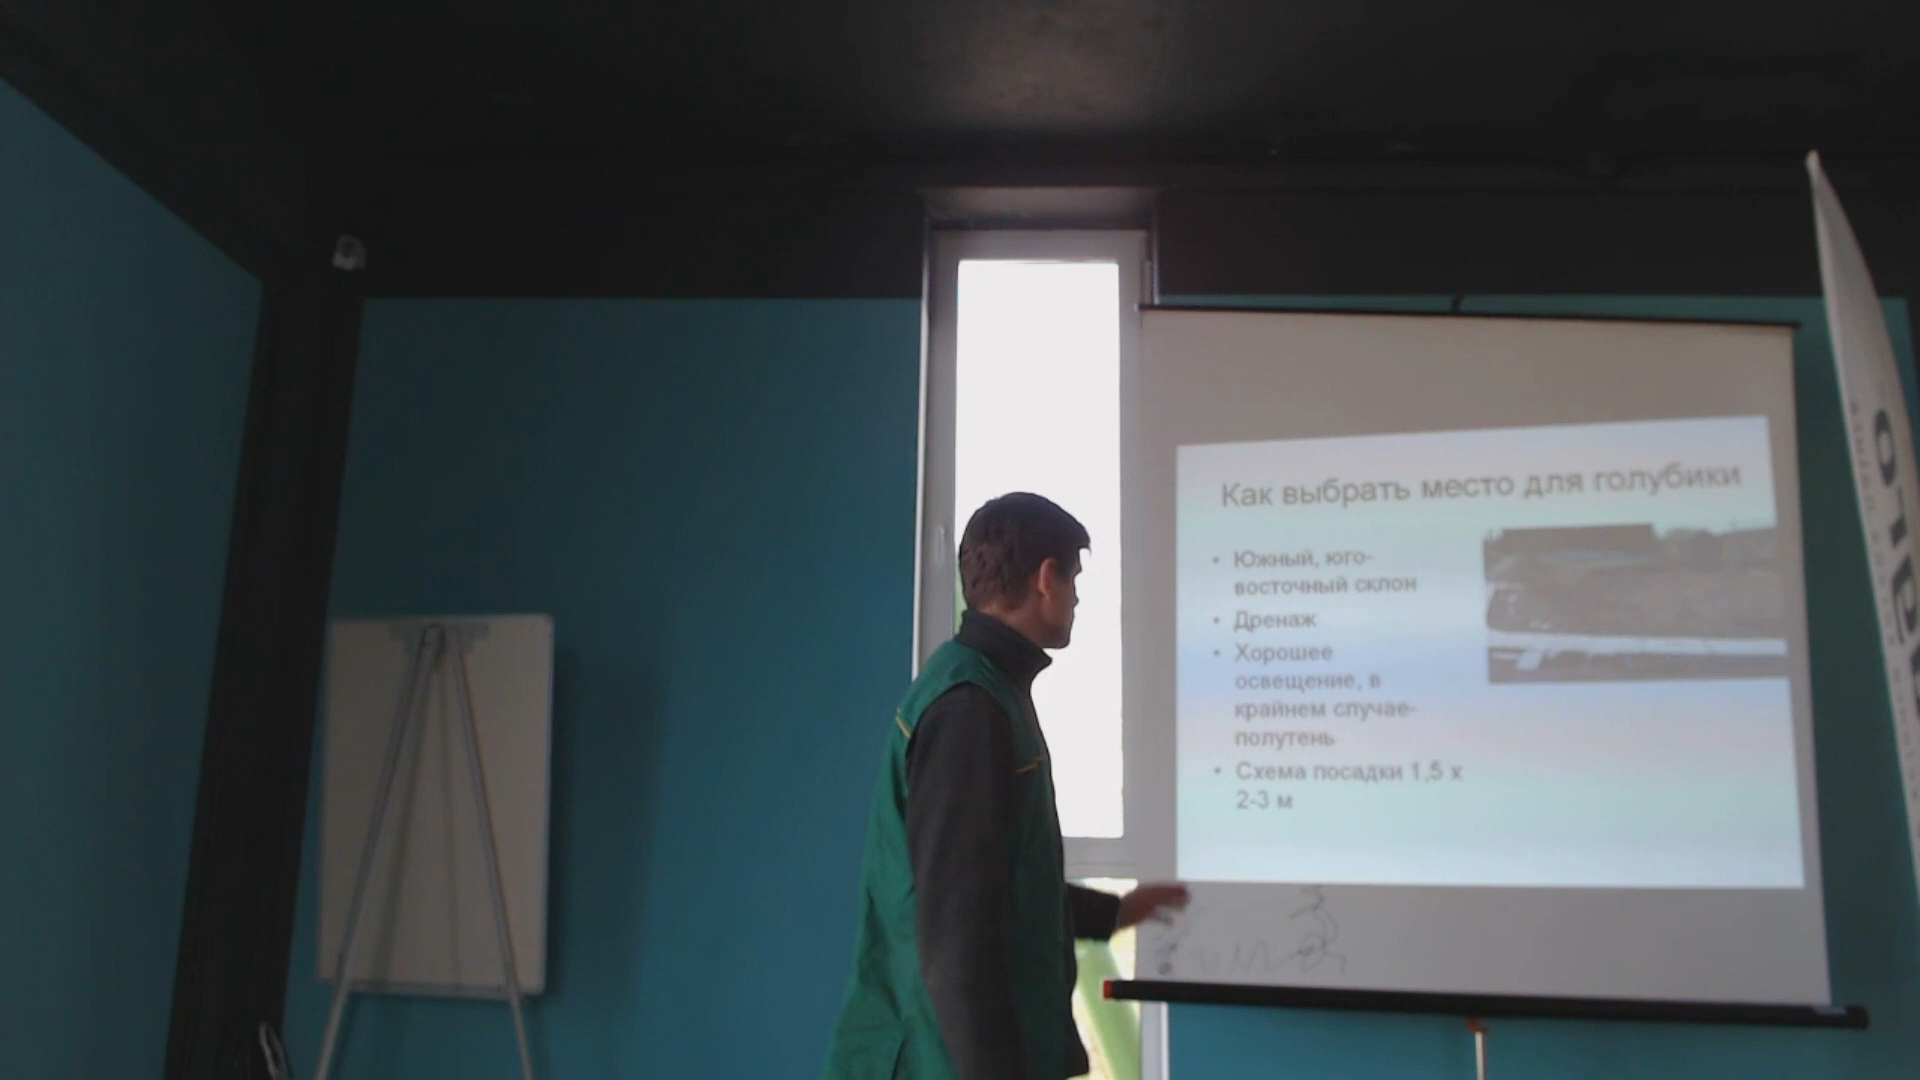 Как выбрать место для голубики
• Южный, юго-
восточный склон
• Дренаж
• Хорошее
освещение, в
крайнем случае-
полутень
• Схема посадки 1,5 х
2-3 м